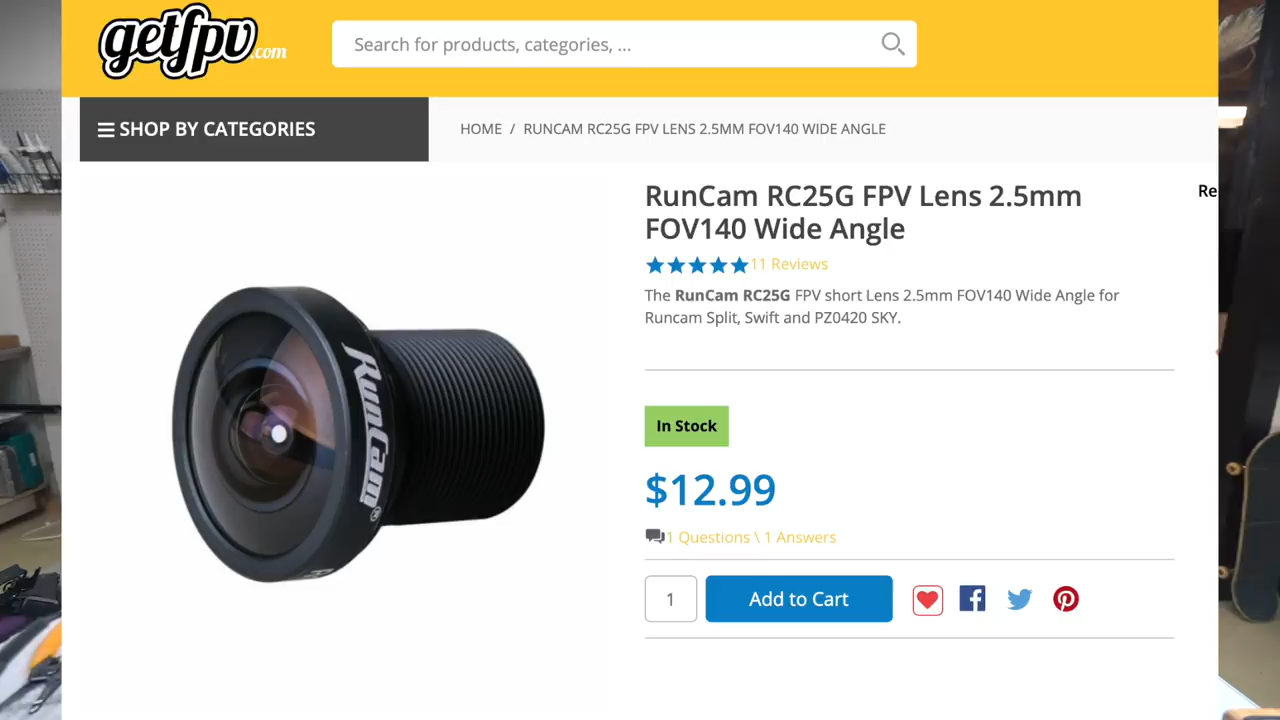 getfpv.com
Search for products, categories, ...
SHOP BY CATEGORIES
HOME / RUNCAM RC25G FPV LENS 2.5MM FOV140 WIDE ANGLE
RunCam RC25G FPV Lens 2.5mm
FOV140 Wide Angle
Re
11 Reviews
The RunCam RC25G FPV short Lens 2.5mm FOV140 Wide Angle for
Runcam Split, Swift and PZ0420 SKY.
RunCam®
In Stock
$12.99
1 Questions \ 1 Answers
1
Add to Cart